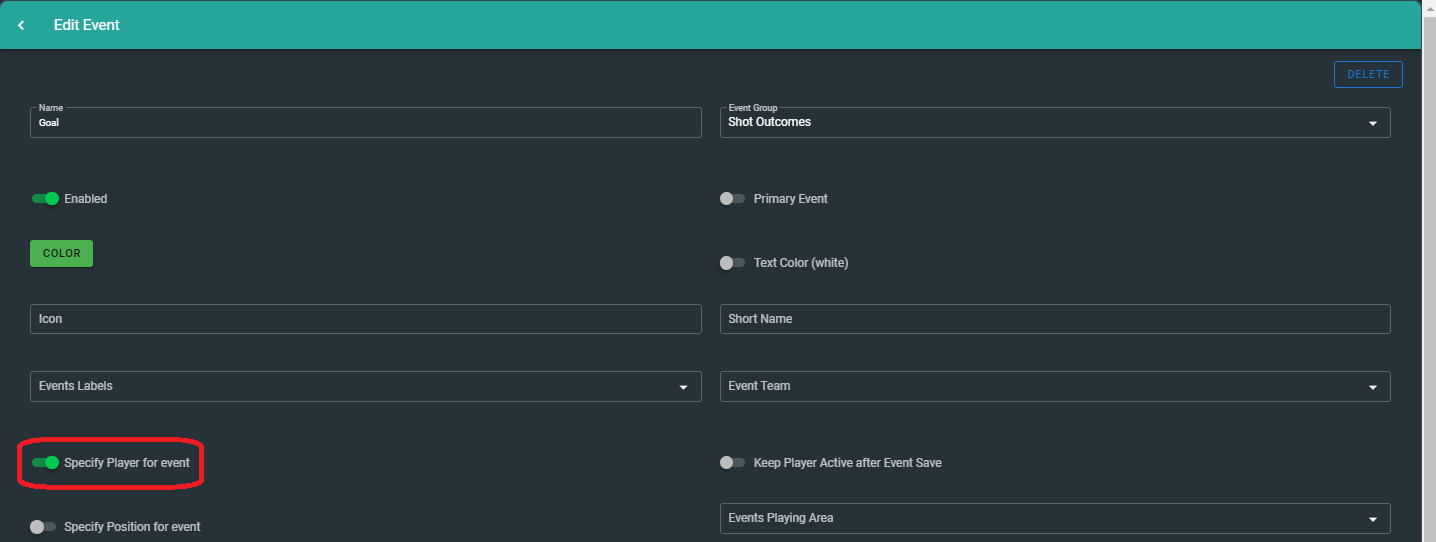 Edit Event
DELETE
Name
Goal
Event Group
Shot Outcomes
Enabled
Primary Event
COLOR
Text Color (white)
Icon
Short Name
Events Labels
Event Team
Specify Player for event
Keep Player Active after Event Save
Specify Position for event
Events Playing Area